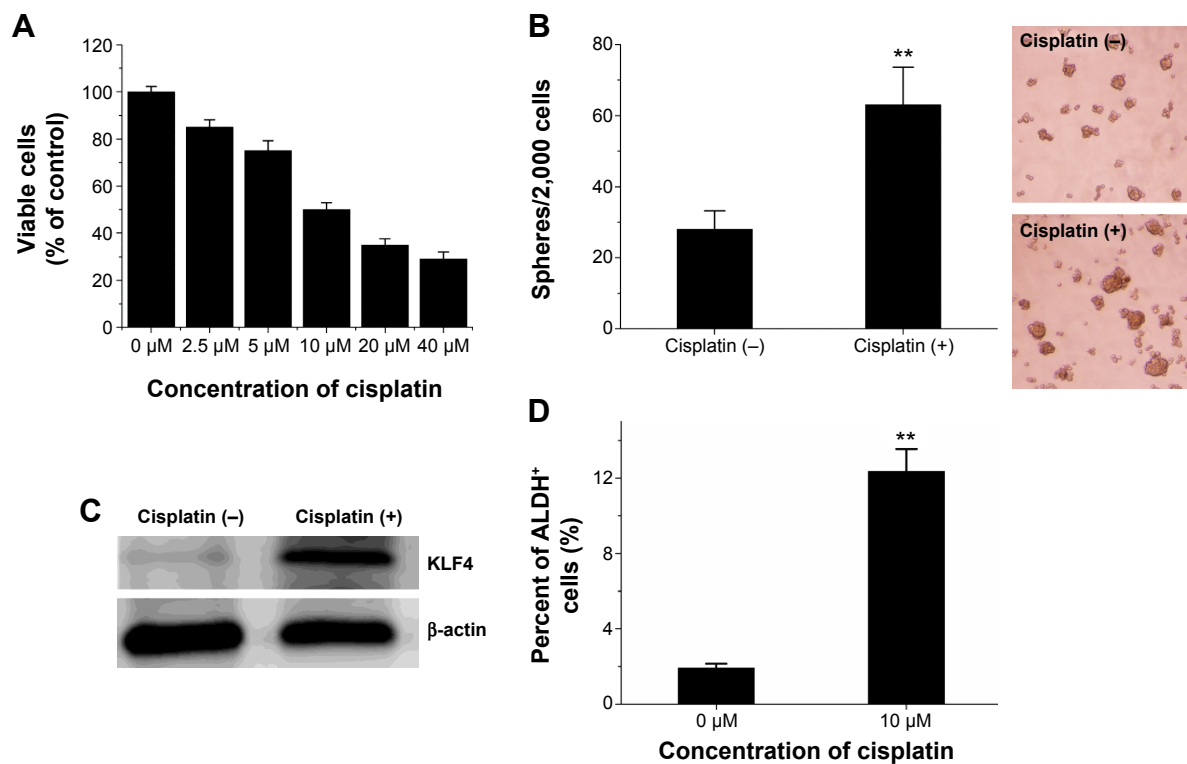 A
Viable cells
(% of control)
120
100
80
60
40
20
0
0 µM 2.5 µM 5 µM 10 µM 20 µM 40 µM
Concentration of cisplatin
B
Spheres/2,000 cells
80
60
40
20
0
**
Cisplatin (–) Cisplatin (+)
Cisplatin (–)
Cisplatin (+)
C
Cisplatin (–) Cisplatin (+)
KLF4
β-actin
D
Percent of ALDH+
cells (%)
12
8
4
0
**
0 µM 10 µM
Concentration of cisplatin